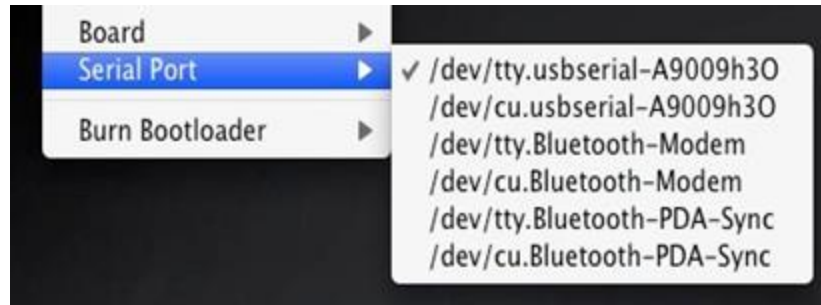 Board
Serial Port
Burn Bootloader
✓ /dev/tty.usbserial-A9009h3O
/dev/cu.usbserial-A9009h3O
/dev/tty.Bluetooth-Modem
/dev/cu.Bluetooth-Modem
/dev/tty.Bluetooth-PDA-Sync
/dev/cu.Bluetooth-PDA-Sync